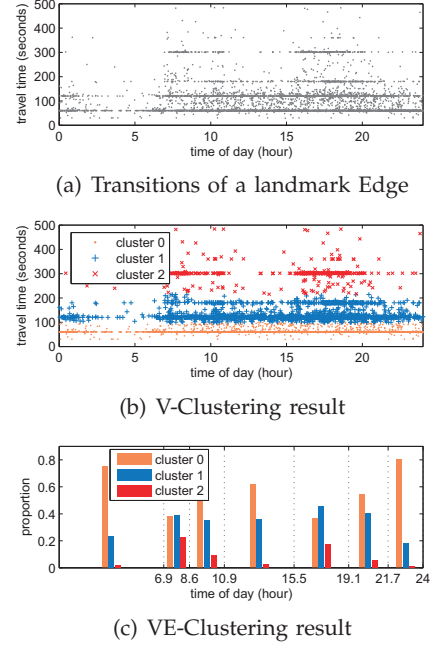 500
400
300
200
100
0
travel time (seconds)
0 5 10 15 20
time of day (hour)
(a) Transitions of a landmark Edge
500
400
300
200
100
0
travel time (seconds)
cluster 0
cluster 1
cluster 2
0 5 10 15 20
time of day (hour)
(b) V-Clustering result
0.8
0.6
0.4
0.2
0
proportion
cluster 0
cluster 1
cluster 2
6.9 8.6 10.9 15.5 19.1 21.7 24
time of day (hour)
(c) VE-Clustering result